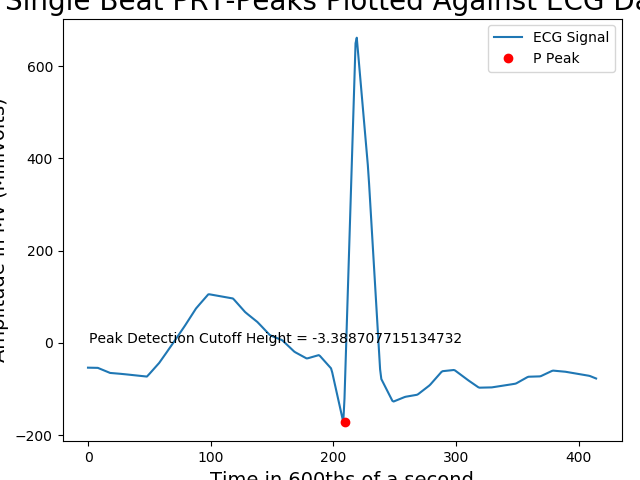 Single Beat PRT-Peaks Plotted Against ECG Da
ECG Signal
P Peak
600
400
200
0
−200
Peak Detection Cutoff Height = -3.388707715134732
0 100 200 300 400
Time in 600ths of a second
Amplitude in MV (Millivolts)